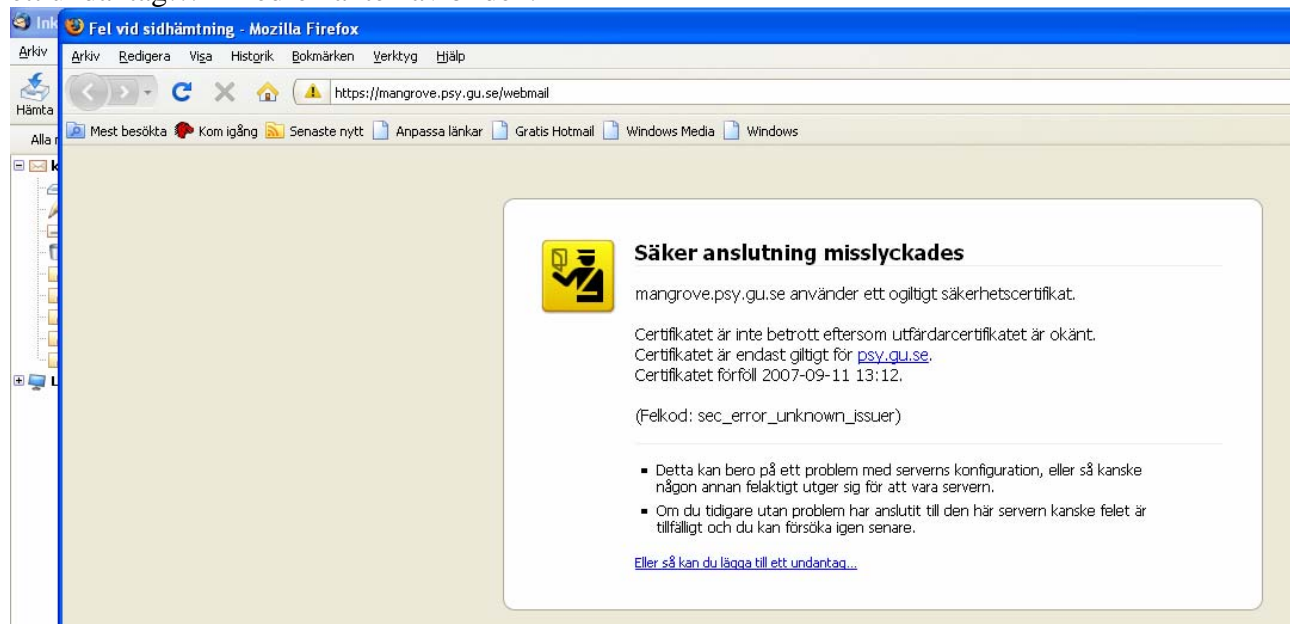 Ink
Fel vid sidhämtning - Mozilla Firefox
Arkiv
Arkiv Redigera Visa Historik Bokmärken Verktyg Hjälp
https://mangrove.psy.gu.se/webmail
Hämta
Mest besökta Kom igång Senaste nytt Anpassa länkar Gratis Hotmail Windows Media Windows
Alla
Säker anslutning misslyckades
mangrove.psy.gu.se använder ett ogiltigt säkerhetscertifikat.
Certifikatet är inte betrott eftersom utfärdarcertifikatet är okänt.
Certifikatet är endast giltigt för psy.gu.se.
Certifikatet förföll 2007-09-11 13:12.
(Felkod: sec_error_unknown_issuer)
Detta kan bero på ett problem med serverns konfiguration, eller så kanske
någon annan felaktigt utger sig för att vara servern.
Om du tidigare utan problem har anslutit till den här servern kanske felet är
tillfälligt och du kan försöka igen senare.
Eller så kan du lägga till ett undantag...